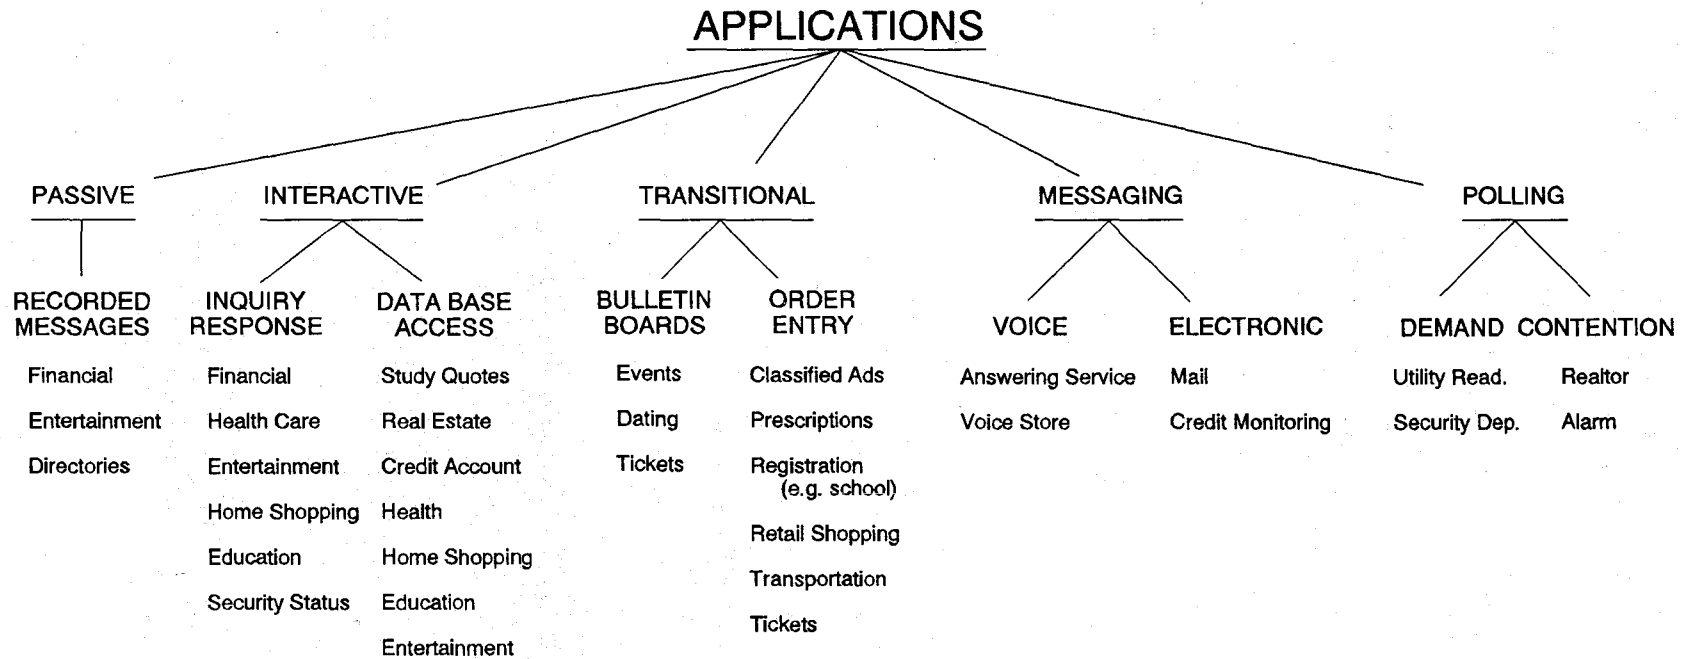 APPLICATIONS
PASSIVE
INTERACTIVE
TRANSITIONAL
MESSAGING
POLLING
RECORDED
MESSAGES
Financial
Entertainment
Directories
INQUIRY
RESPONSE
Financial
Health Care
Entertainment
Home Shopping
Education
Security Status
DATA BASE
ACCESS
Study Quotes
Real Estate
Credit Account
Health
Home Shopping
Education
Entertainment
BULLETIN
BOARDS
Events
Dating
Tickets
ORDER
ENTRY
Classified Ads
Prescriptions
Registration
(e.g. school)
Retail Shopping
Transportation
Tickets
VOICE
Answering Service
Voice Store
ELECTRONIC
Mail
Credit Monitoring
DEMAND
Utility Read.
Security Dep.
CONTENTION
Realtor
Alarm